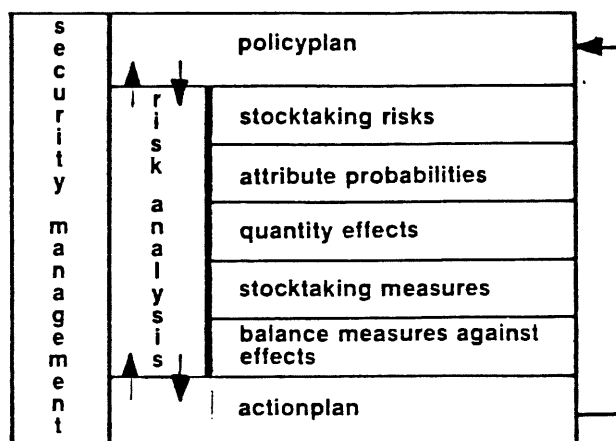 security management
policyplan
risk analysis
stocktaking risks
attribute probabilities
quantity effects
stocktaking measures
balance measures against
effects
actionplan